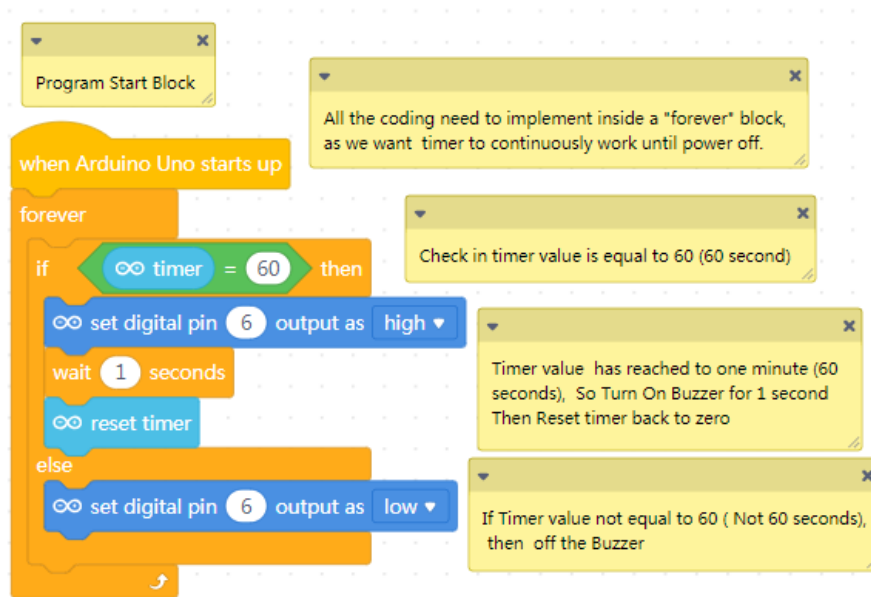 Program Start Block
All the coding need to implement inside a "forever" block,
as we want timer to continuously work until power off.
when Arduino Uno starts up
forever
Check in timer value is equal to 60 (60 second)
if timer = 60 then
set digital pin 6 output as high
Timer value has reached to one minute (60
seconds), So Turn On Buzzer for 1 second
Then Reset timer back to zero
wait 1 seconds
reset timer
else
set digital pin 6 output as low
If Timer value not equal to 60 ( Not 60 seconds),
then off the Buzzer